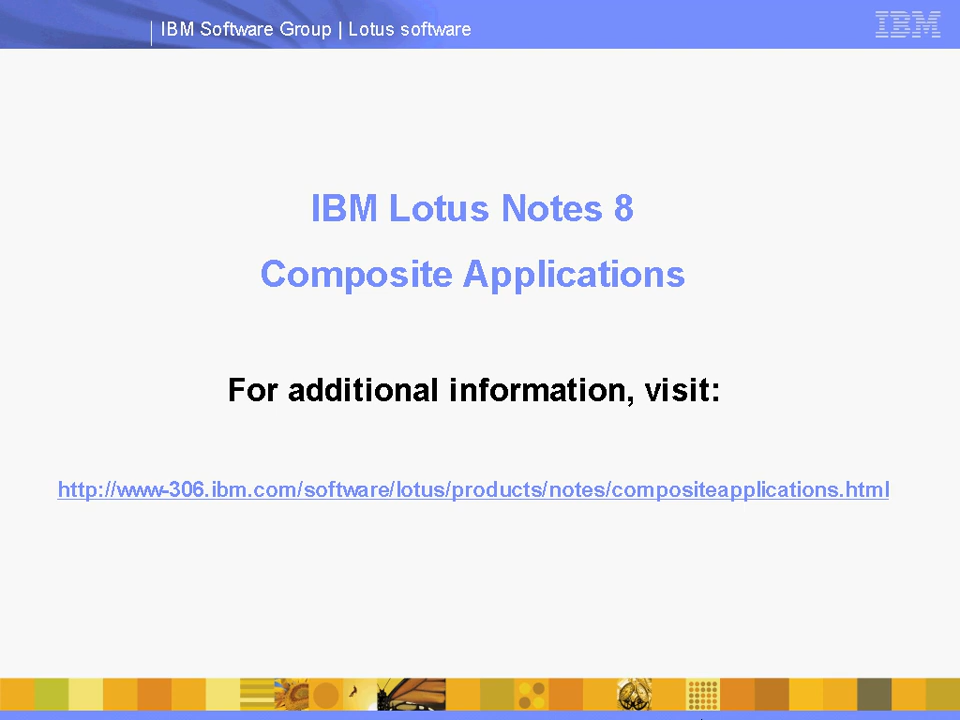 IBM Software Group | Lotus software
IBM
IBM Lotus Notes 8
Composite Applications
For additional information, visit:
http://www-306.ibm.com/software/lotus/products/notes/compositeapplications.html